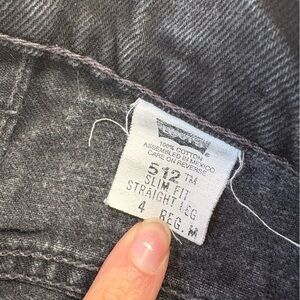 100% COTTON
ASSEMBLED IN MEXICO
CARE ON REVERSE
512 TM
SLIM FIT
STRAIGHT LEG
4 REG. M